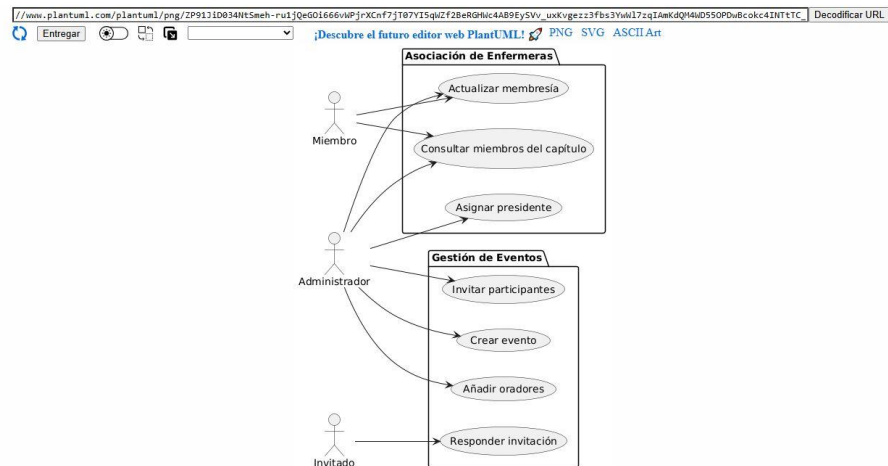 //www.plantuml.com/plantuml/png/ZP91JiD034NtSmeh-ru1jQeGOi666vWPjrXCnf7jT07YI5qWZf2BeRGHWc4AB9EySVv_uxKvgezz3fbs3YwWl7zqIAmKdQM4WD55OPDwBcokc4INTtTC_ Decodificar URL
Entregar ¡Descubre el futuro editor web PlantUML! PNG SVG ASCII Art
Asociación de Enfermeras
Actualizar membresía
Miembro
Consultar miembros del capítulo
Asignar presidente
Gestión de Eventos
Administrador
Invitar participantes
Crear evento
Añadir oradores
Responder invitación
Invitado